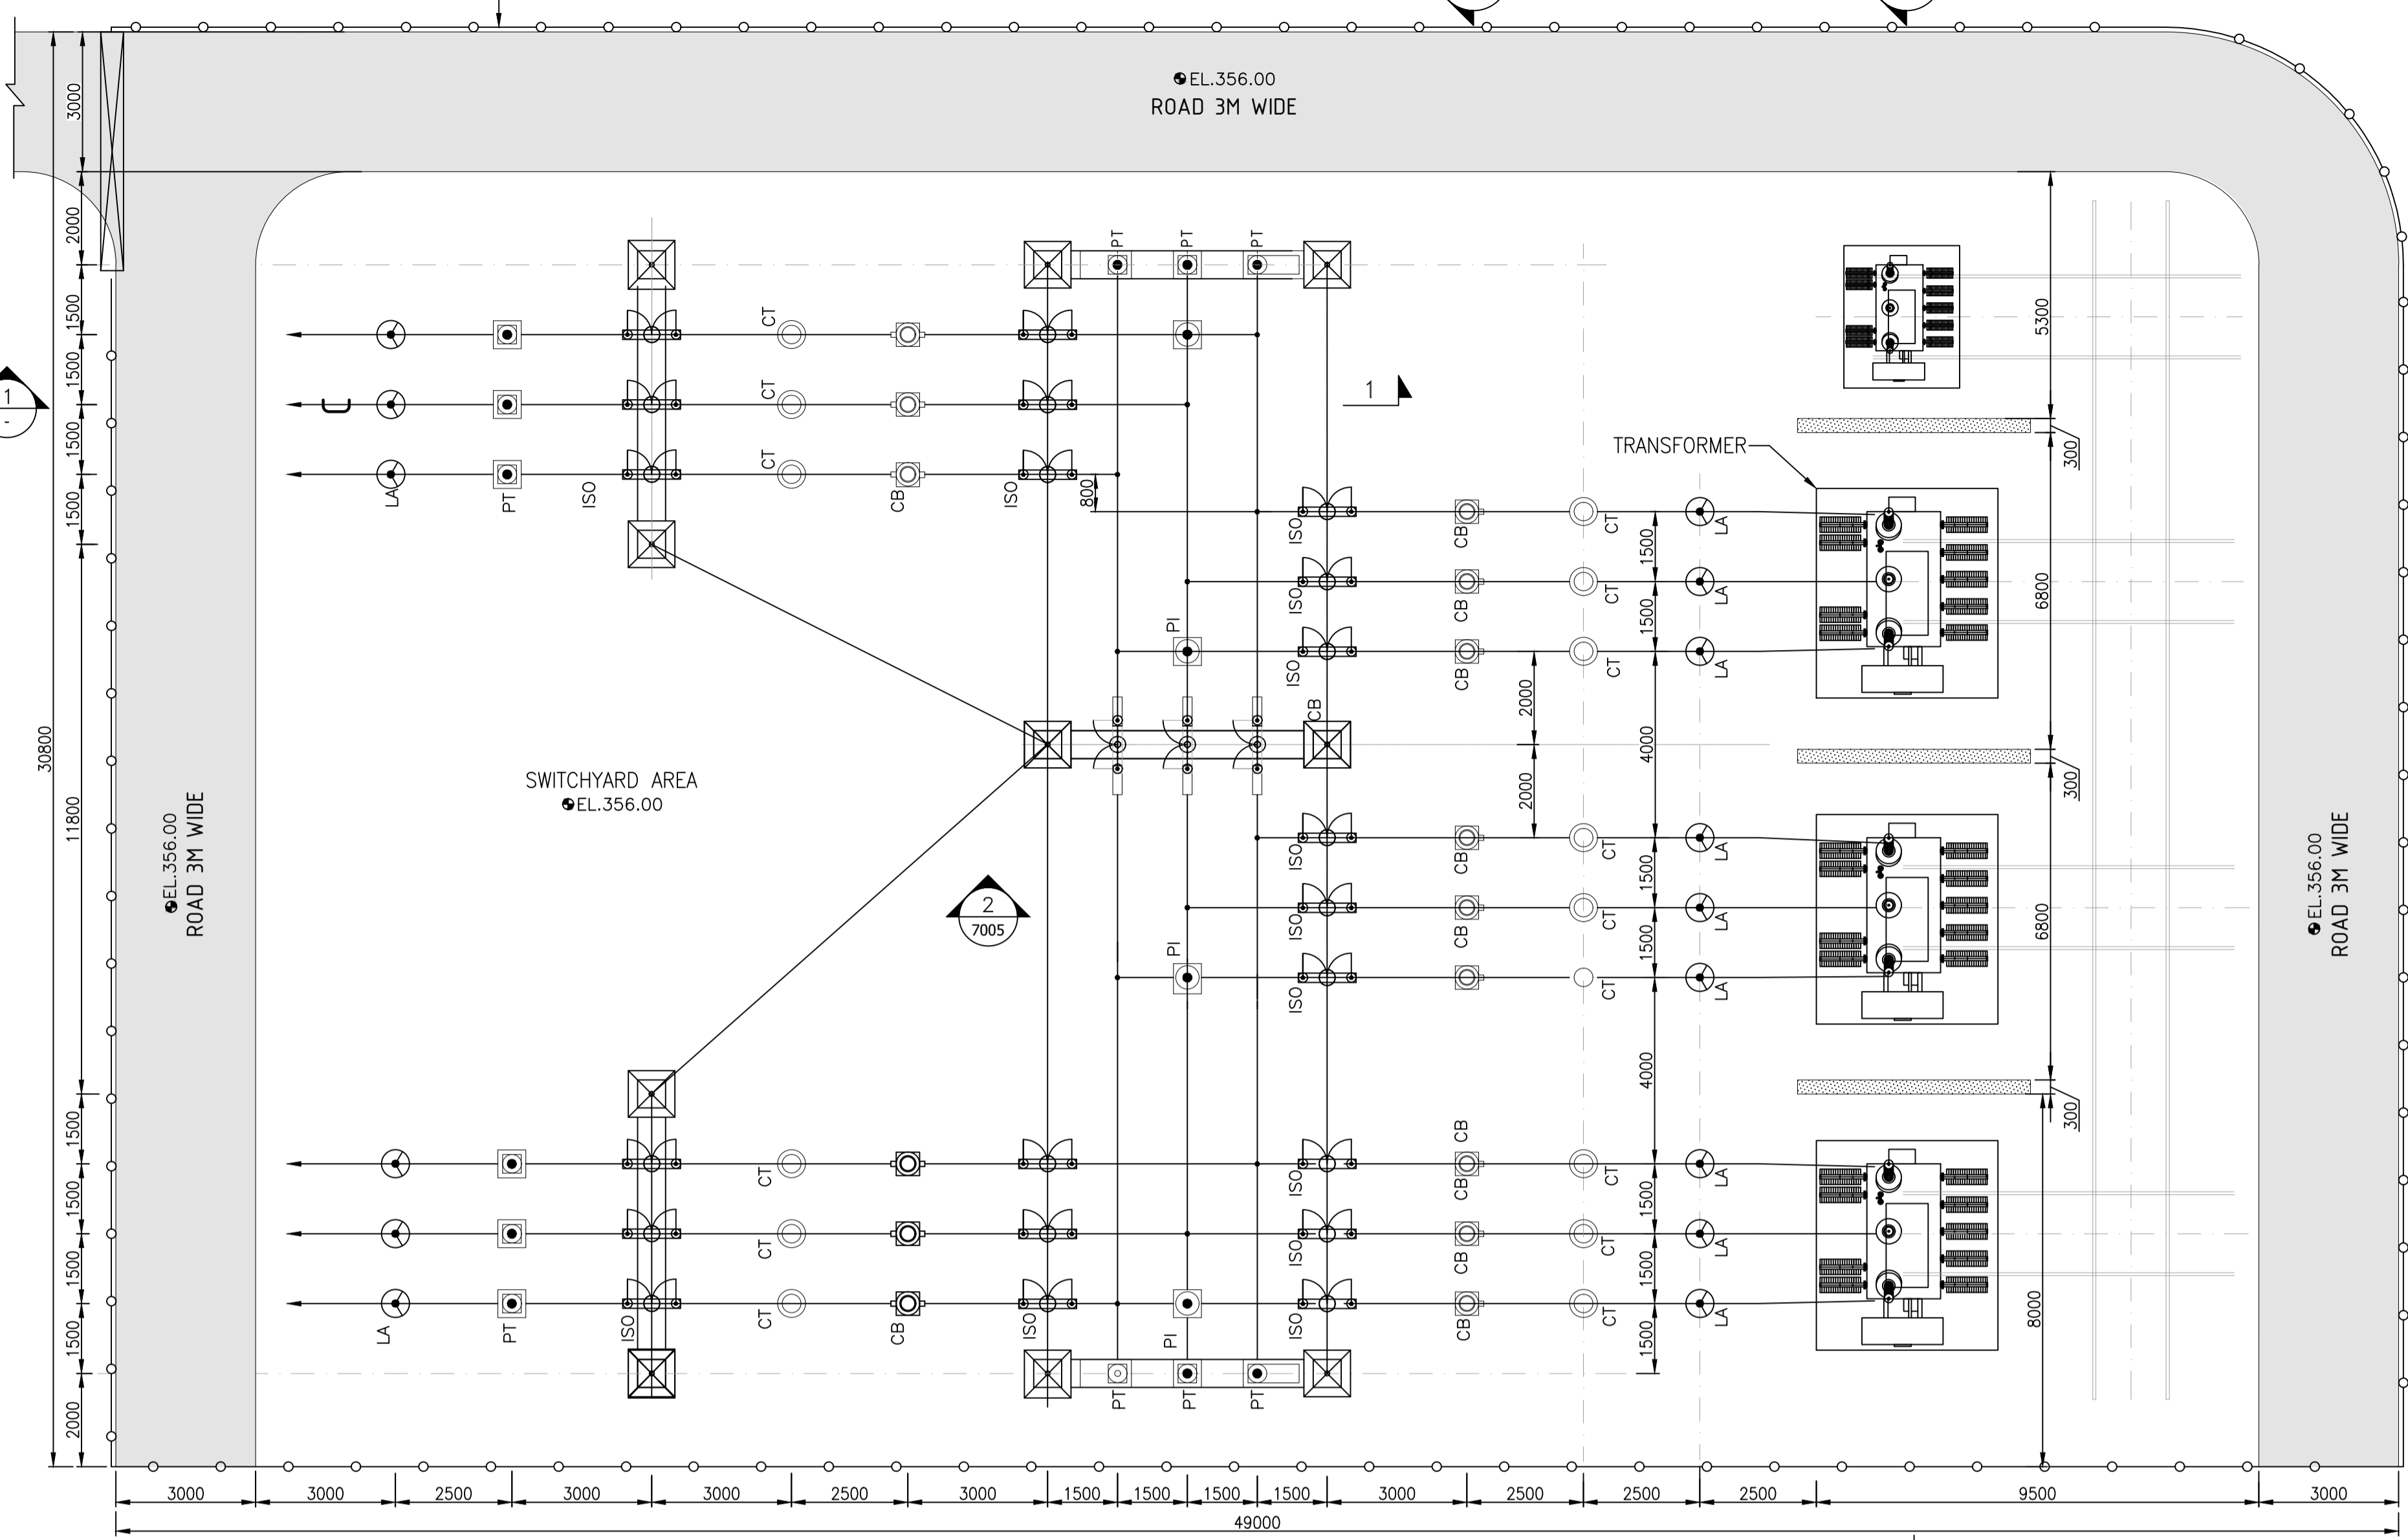 EL.356.00
ROAD 3M WIDE
3000
2000
1500
1500
1500
1500
11800
1500
1500
1500
1500
2000
30800
1
-
PT
PT
PT
CT
CT
CT
LA
PT
ISO
CB
ISO
800
1
TRANSFORMER
5300
300
6800
300
6800
300
8000
ISO
CB
CT
LA
1500
ISO
CB
CT
LA
1500
PI
ISO
CB
CT
LA
2000
4000
CB
2000
SWITCHYARD AREA
EL.356.00
EL.356.00
ROAD 3M WIDE
EL.356.00
ROAD 3M WIDE
2
7005
ISO
CB
CT
LA
1500
ISO
CB
CT
LA
1500
PI
ISO
CT
LA
4000
CB
CT
ISO
CB
CT
LA
1500
CT
ISO
CB
CT
LA
1500
LA
PT
ISO
CT
CB
ISO
PI
ISO
CB
CT
LA
1500
PT
PT
PT
3000
3000
2500
3000
3000
2500
3000
1500
1500
1500
1500
3000
2500
2500
2500
9500
3000
49000